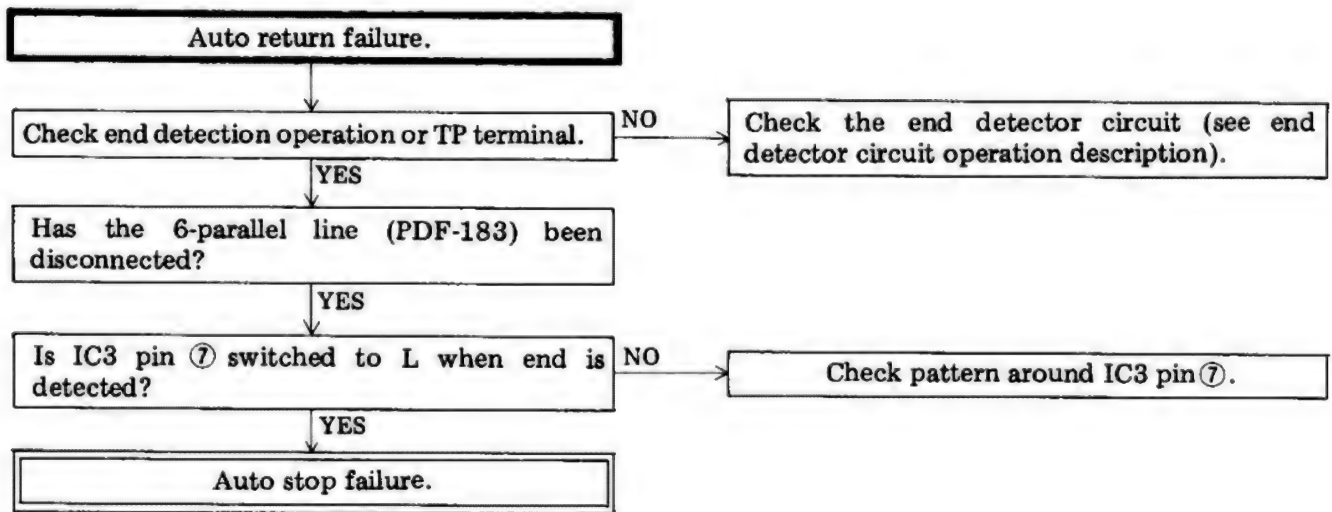 Auto return failure.
Check end detection operation or TP terminal.
NO
Check the end detector circuit (see end
detector circuit operation description).
YES
Has the 6-parallel line (PDF-183) been
disconnected?
YES
Is IC3 pin ⑦ switched to L when end is
detected?
NO
Check pattern around IC3 pin⑦.
YES
Auto stop failure.